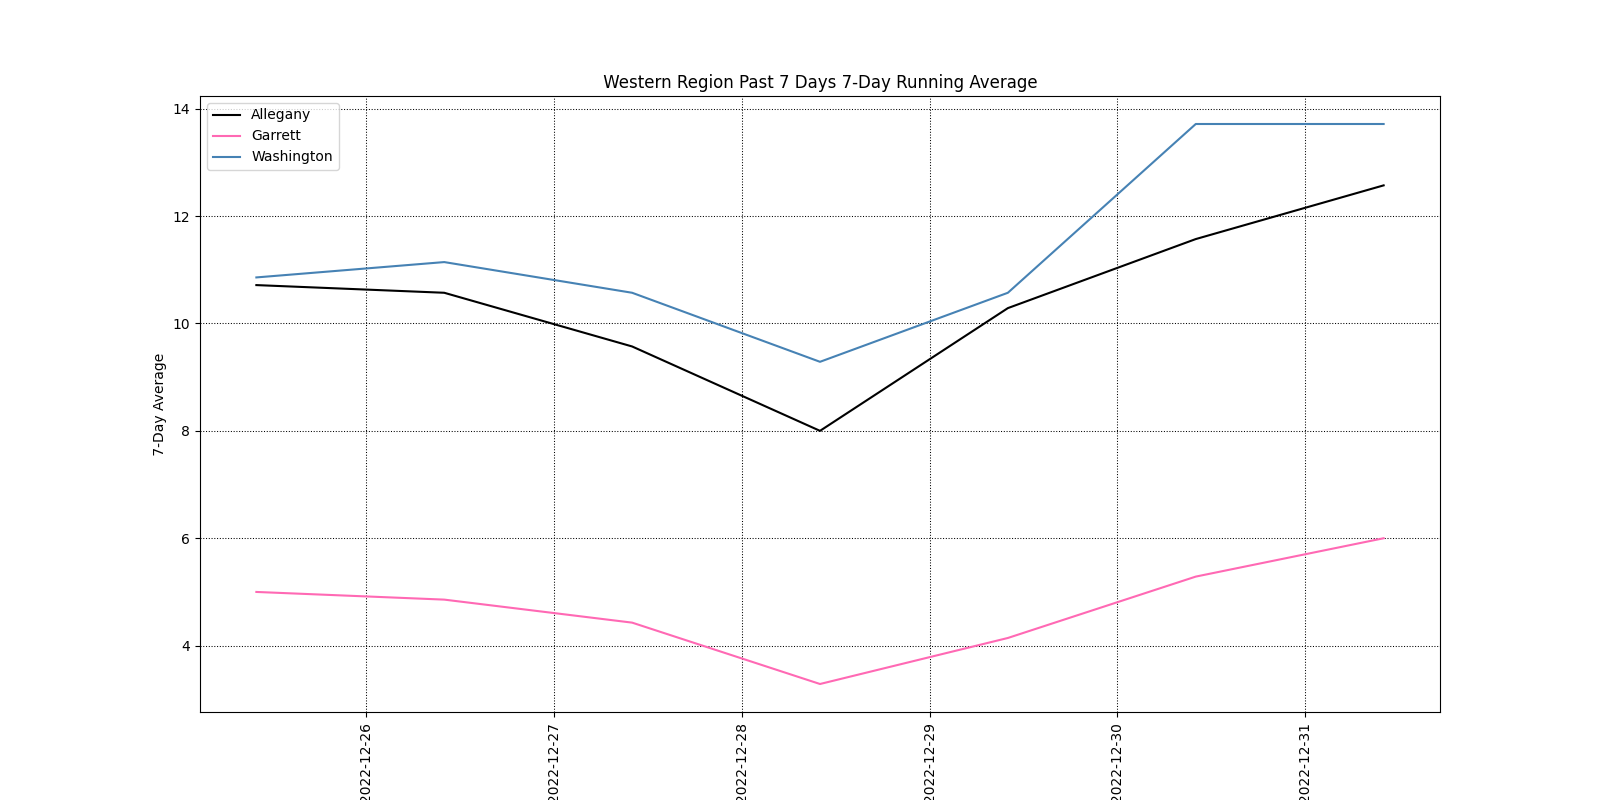 Western Region Past 7 Days 7-Day Running Average
Allegany
Garrett
Washington
7-Day Average
14
12
10
8
6
4
2022-12-26
2022-12-27
2022-12-28
2022-12-29
2022-12-30
2022-12-31